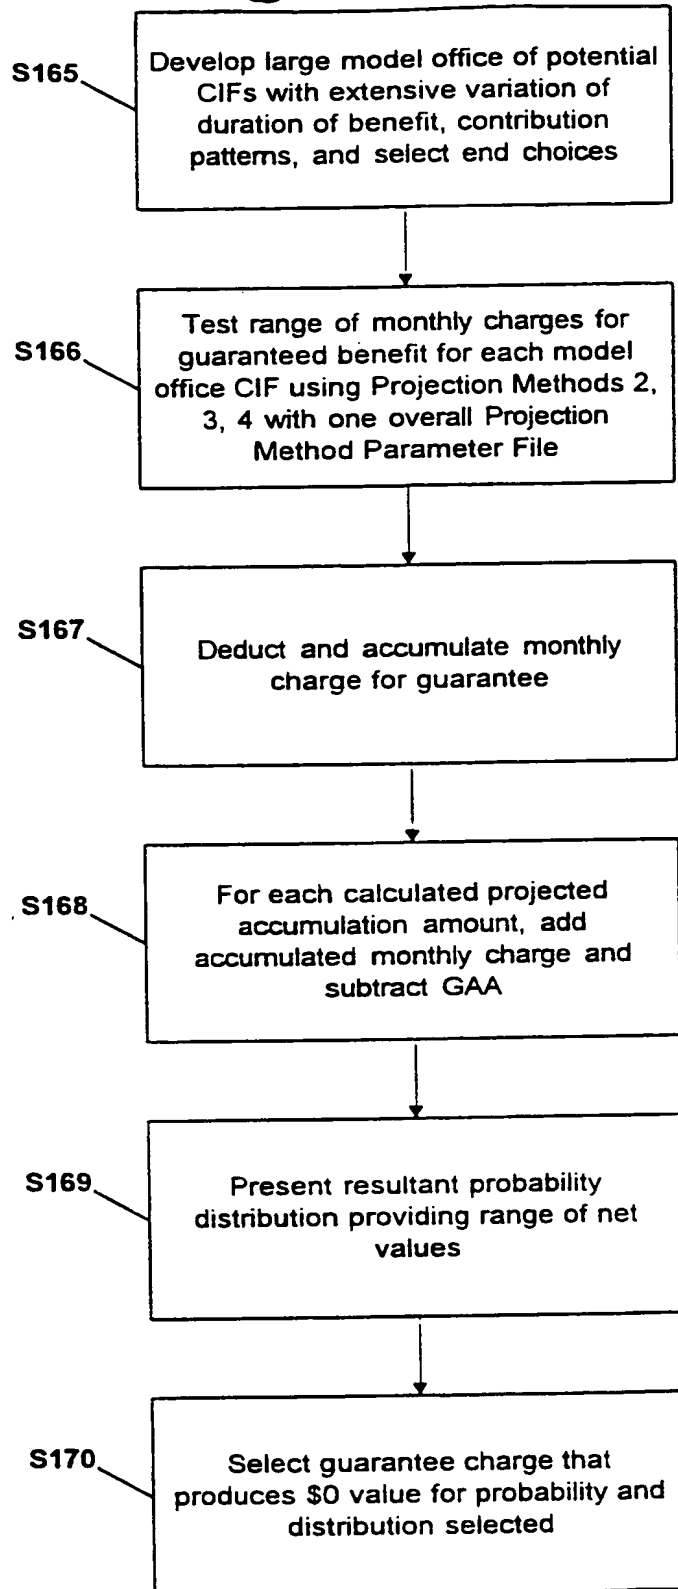 S165
Develop large model office of potential
CIFs with extensive variation of
duration of benefit, contribution
patterns, and select end choices
S166
Test range of monthly charges for
guaranteed benefit for each model
office CIF using Projection Methods 2,
3, 4 with one overall Projection
Method Parameter File
S167
Deduct and accumulate monthly
charge for guarantee
S168
For each calculated projected
accumulation amount, add
accumulated monthly charge and
subtract GAA
S169
Present resultant probability
distribution providing range of net
values
S170
Select guarantee charge that
produces $0 value for probability and
distribution selected